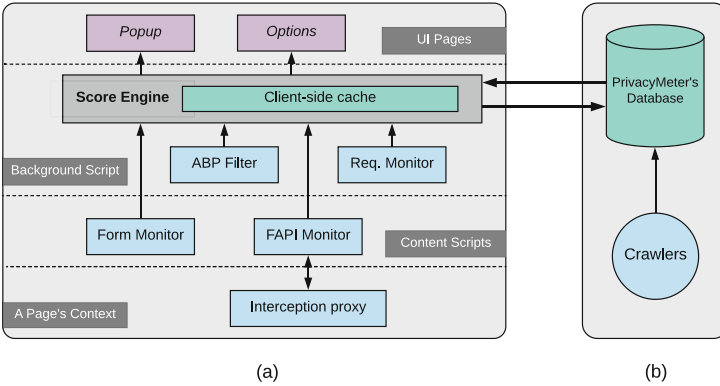 Popup
Options
UI Pages
Score Engine
Client-side cache
PrivacyMeter's
Database
ABP Filter
Req. Monitor
Background Script
Form Monitor
FAPI Monitor
Content Scripts
Crawlers
Interception proxy
A Page's Context
(a)
(b)